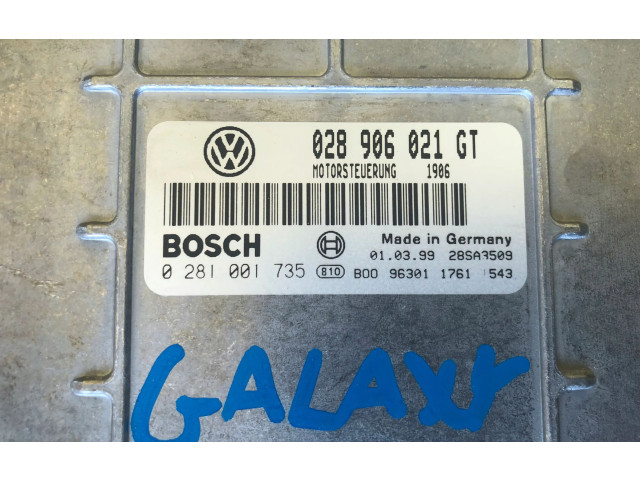 028 906 021 GT
MOTORSTEUERUNG 1906
BOSCH
Made in Germany
01.03.99 28SA3509
0 281 001 735 810 B00 96301 1761 543
GALAXY